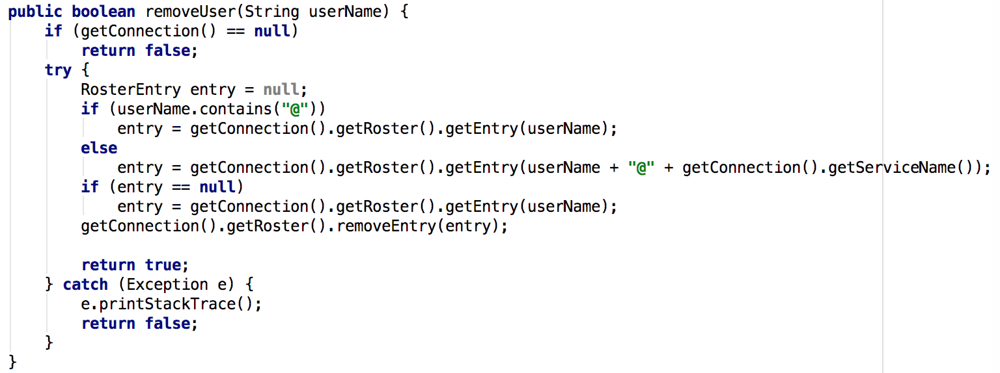 public boolean removeUser(String userName) {
    if (getConnection() == null)
        return false;
    try {
        RosterEntry entry = null;
        if (userName.contains("@"))
            entry = getConnection().getRoster().getEntry(userName);
        else
            entry = getConnection().getRoster().getEntry(userName + "@" + getConnection().getServiceName());
        if (entry == null)
            entry = getConnection().getRoster().getEntry(userName);
        getConnection().getRoster().removeEntry(entry);

        return true;
    } catch (Exception e) {
        e.printStackTrace();
        return false;
    }
}